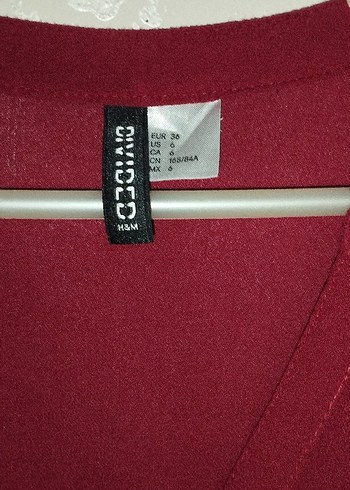 DIVIDED
H&M
EUR 36
US 6
CA 6
CN 165/84A
MX 6